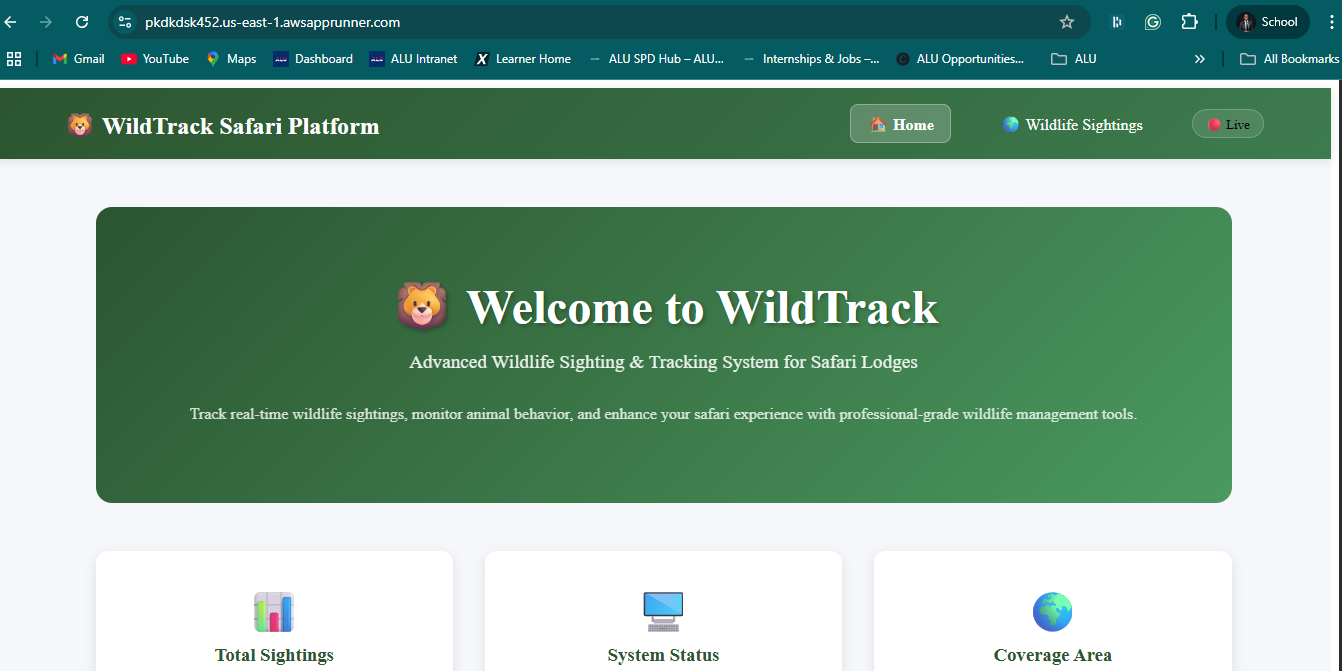 pkdkdsk452.us-east-1.awsapprunner.com
School
Gmail
YouTube
Maps
Dashboard
ALU Intranet
Learner Home
ALU SPD Hub – ALU...
Internships & Jobs –...
ALU Opportunities...
ALU
All Bookmarks
WildTrack Safari Platform
Home
Wildlife Sightings
Live
Welcome to WildTrack
Advanced Wildlife Sighting & Tracking System for Safari Lodges
Track real-time wildlife sightings, monitor animal behavior, and enhance your safari experience with professional-grade wildlife management tools.
Total Sightings
System Status
Coverage Area